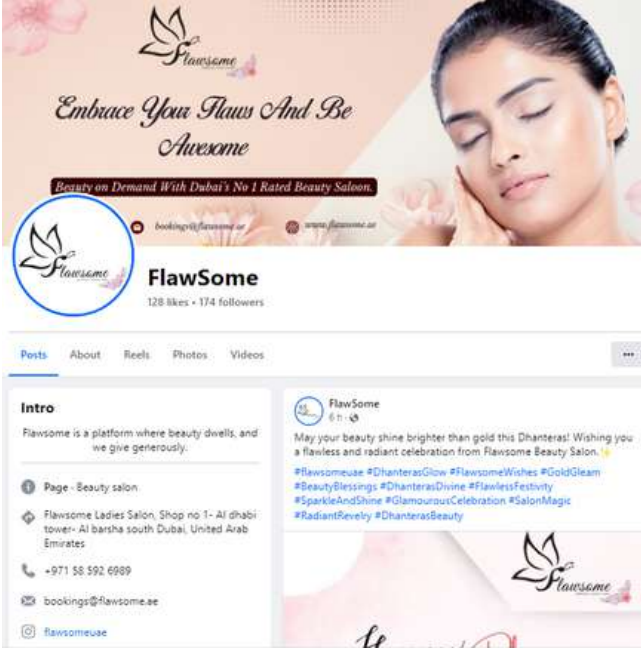 Flawsome
Embrace Your Flaws And Be
Awesome
Beauty on Demand With Dubai's No 1 Rated Beauty Saloon.
bookings@flawsome.ae
www.flawsome.ae
Flawsome
FlawSome
128 likes • 174 followers
Posts About Reels Photos Videos
Intro
Flawsome is a platform where beauty dwells, and
we give generously.
Page · Beauty salon
Flawsome Ladies Salon, Shop no 1- Al dhabi
tower- Al barsha south Dubai, United Arab
Emirates
+971 58 592 6989
bookings@flawsome.ae
flawsomeuae
FlawSome
6 h ·
May your beauty shine brighter than gold this Dhanteras! Wishing you
a flawless and radiant celebration from Flawsome Beauty Salon.✨
#flawsomeuae #DhanterasGlow #FlawsomeWishes #GoldGleam
#BeautyBlessings #DhanterasDivine #FlawlessFestivity
#SparkleAndShine #GlamourousCelebration #SalonMagic
#RadiantRevelry #DhanterasBeauty
Flawsome